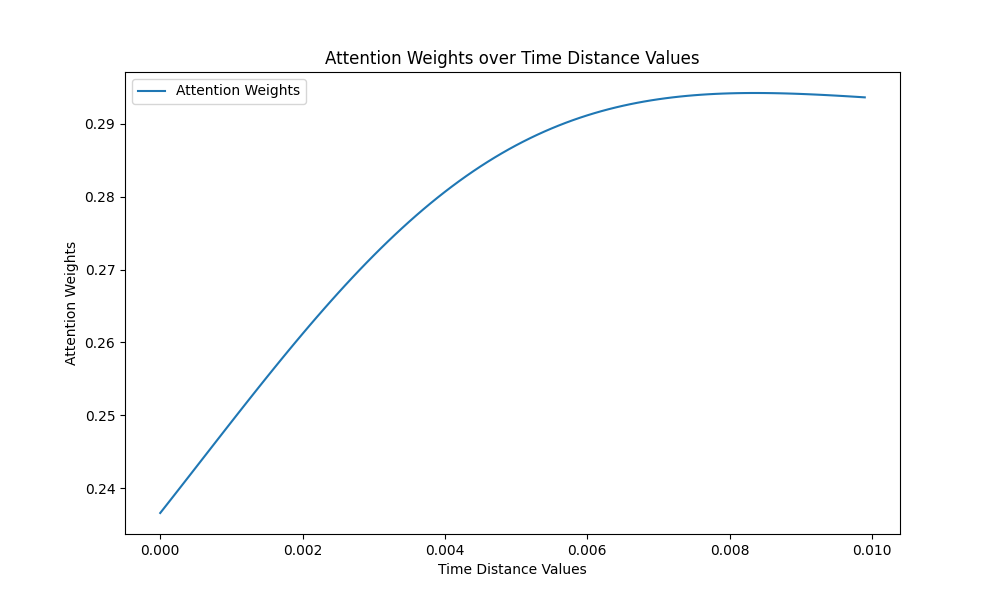 Attention Weights over Time Distance Values
Attention Weights
0.29
0.28
0.27
0.26
0.25
0.24
Attention Weights
0.000 0.002 0.004 0.006 0.008 0.010
Time Distance Values